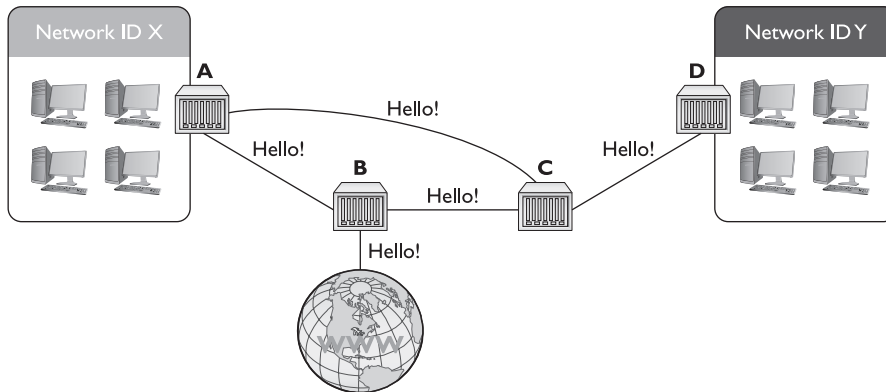 Network ID X
Network ID Y
A
D
Hello!
Hello!
Hello!
B
C
Hello!
Hello!
WWW